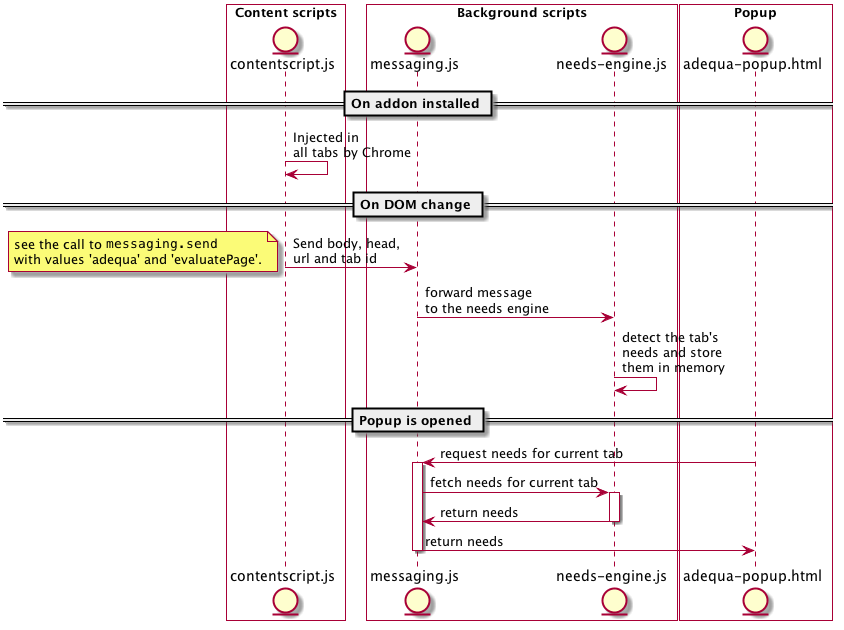 Content scripts
Background scripts
Popup
contentscript.js
messaging.js
needs-engine.js
adequa-popup.html
On addon installed
Injected in
all tabs by Chrome
On DOM change
see the call to messaging.send
with values 'adequa' and 'evaluatePage'.
Send body, head,
url and tab id
forward message
to the needs engine
detect the tab's
needs and store
them in memory
Popup is opened
request needs for current tab
fetch needs for current tab
return needs
return needs
contentscript.js
messaging.js
needs-engine.js
adequa-popup.html